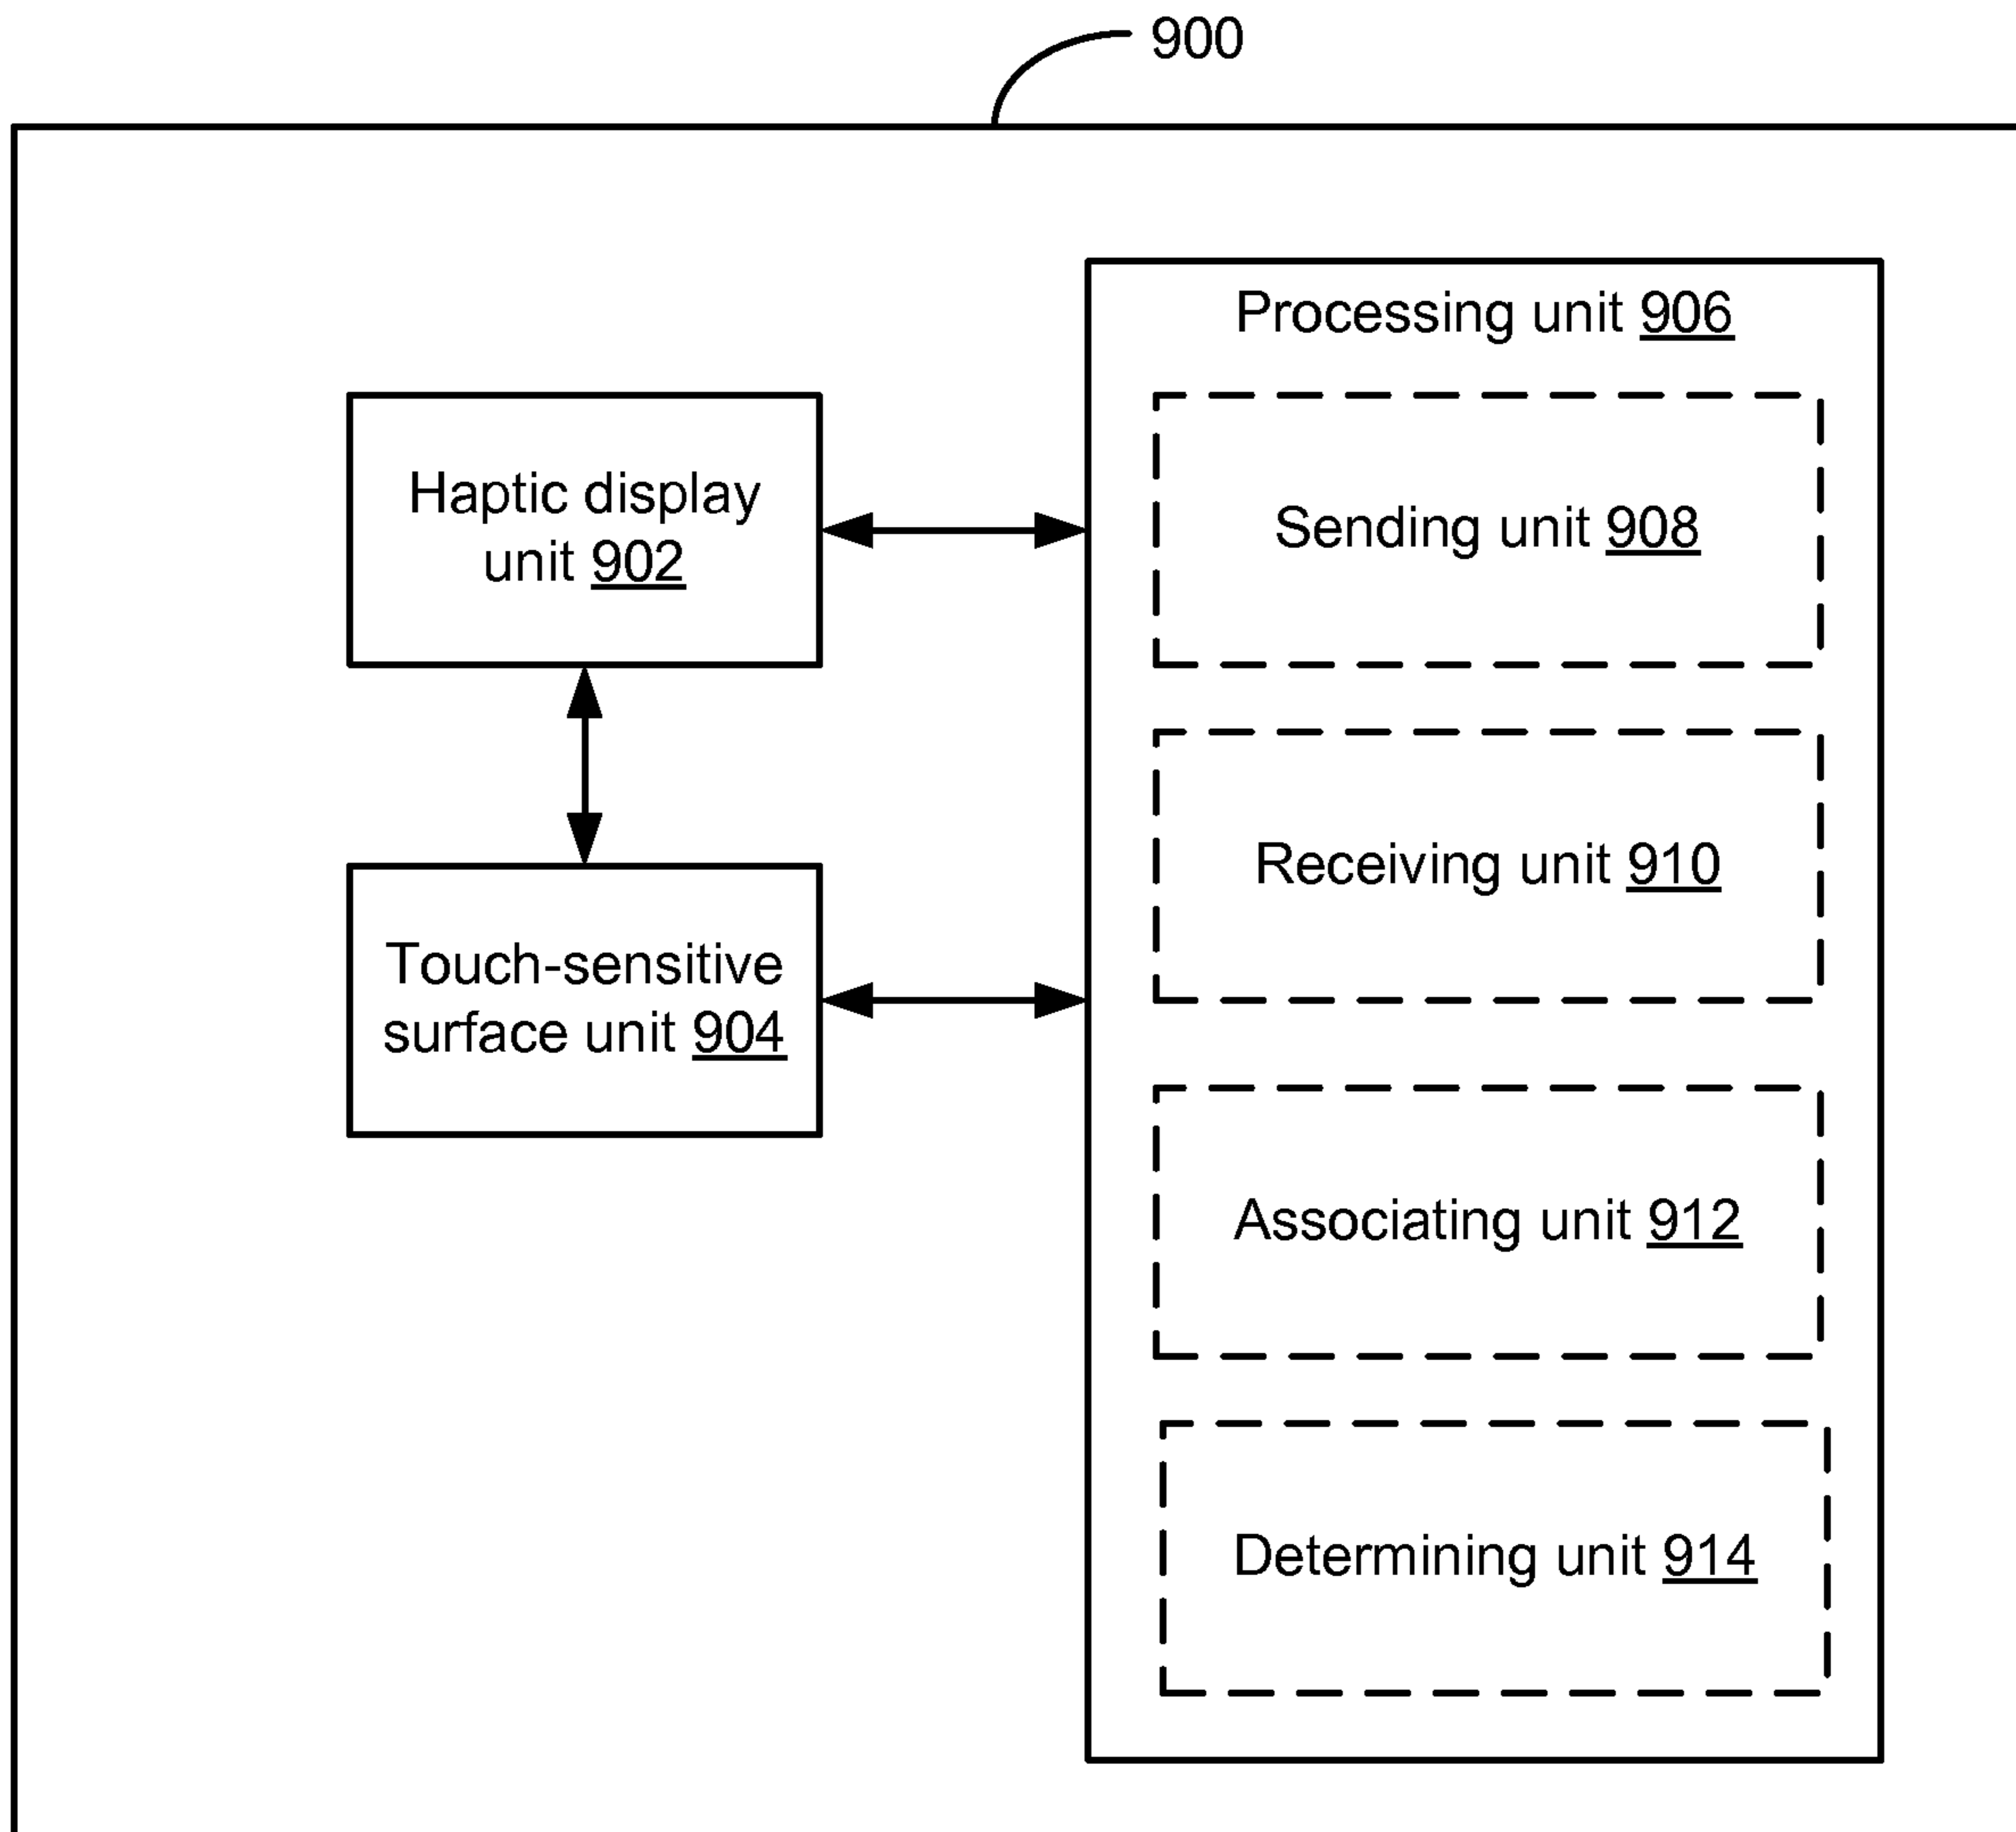 900
Processing unit 906
Haptic display
unit 902
Sending unit 908
Receiving unit 910
Touch-sensitive
surface unit 904
Associating unit 912
Determining unit 914